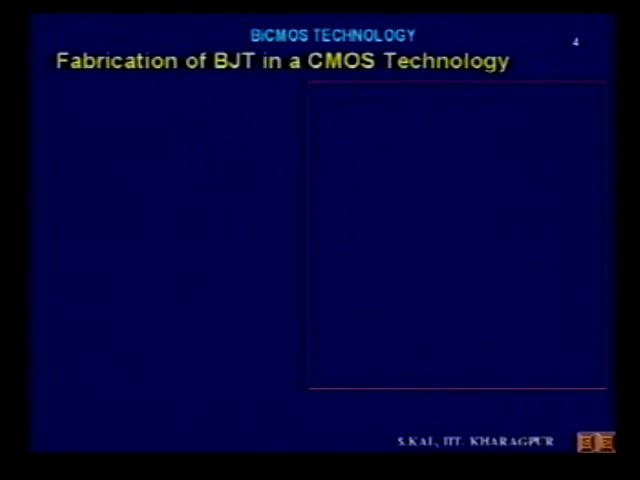 BiCMOS TECHNOLOGY
4
Fabrication of BJT in a CMOS Technology
S.KAL, IIT. KHARAGPUR